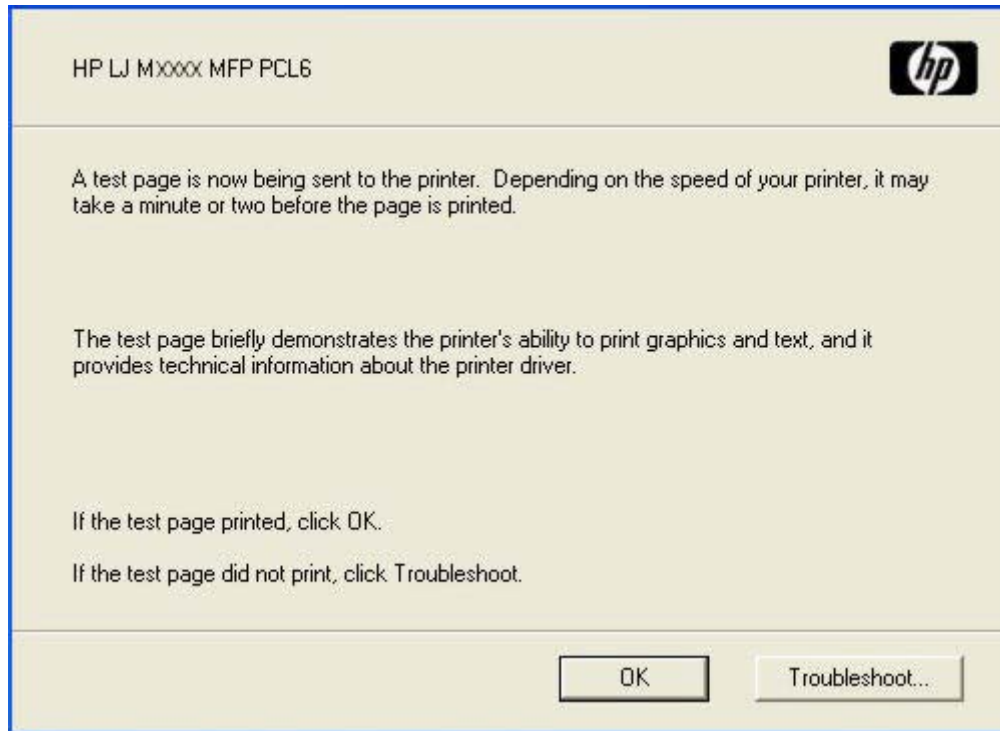 HP LJ Mxxxx MFP PCL6
hp
A test page is now being sent to the printer.  Depending on the speed of your printer, it may
take a minute or two before the page is printed.
The test page briefly demonstrates the printer's ability to print graphics and text, and it
provides technical information about the printer driver.
If the test page printed, click OK.
If the test page did not print, click Troubleshoot.
OK
Troubleshoot...